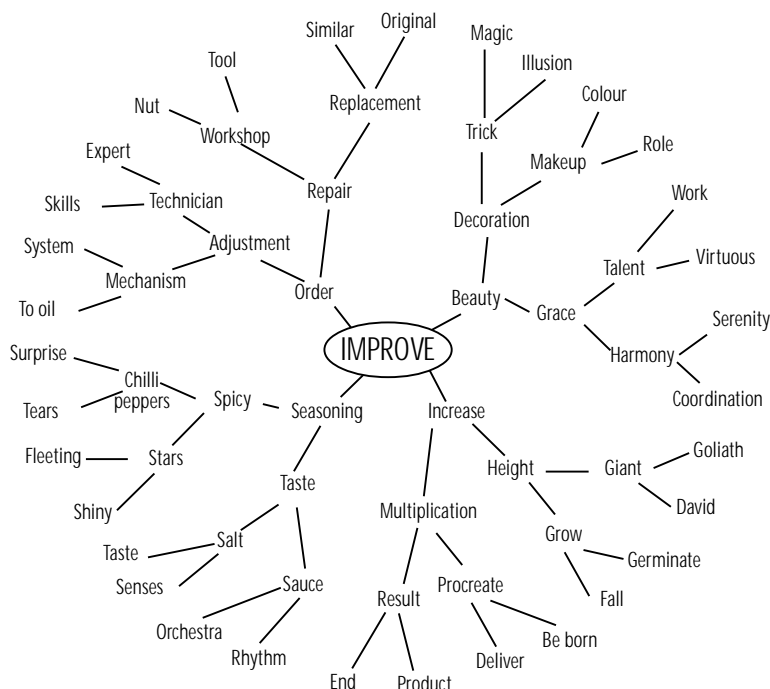 Similar
Original
Magic
Illusion
Tool
Colour
Nut
Replacement
Workshop
Trick
Role
Expert
Makeup
Repair
Work
Skills
Technician
Decoration
System
Adjustment
Virtuous
Talent
Mechanism
Order
Beauty
To oil
Grace
Serenity
IMPROVE
Surprise
Harmony
Chilli
peppers
Spicy
Coordination
Tears
Seasoning
Increase
Goliath
Fleeting
Stars
Height
Giant
Taste
David
Shiny
Multiplication
Grow
Salt
Taste
Germinate
Senses
Sauce
Procreate
Result
Fall
Orchestra
Be born
Rhythm
Deliver
End
Product